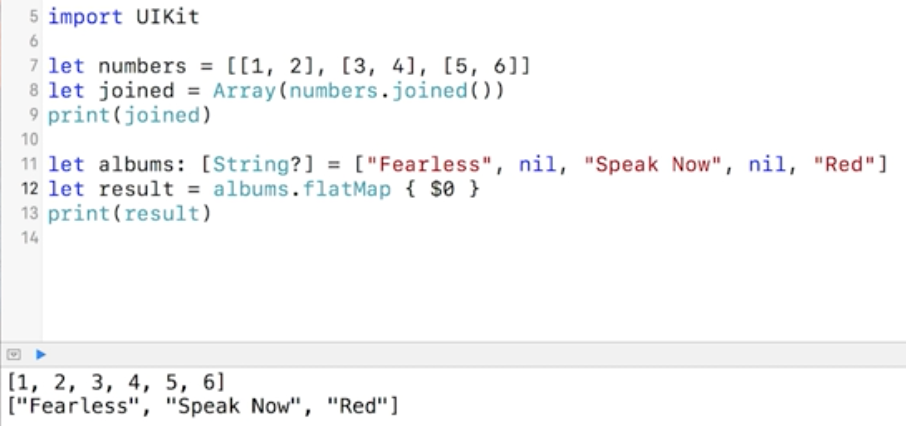 5 import UIKit
6
7 let numbers = [[1, 2], [3, 4], [5, 6]]
8 let joined = Array(numbers.joined())
9 print(joined)
10
11 let albums: [String?] = ["Fearless", nil, "Speak Now", nil, "Red"]
12 let result = albums.flatMap { $0 }
13 print(result)
14
[1, 2, 3, 4, 5, 6]
["Fearless", "Speak Now", "Red"]